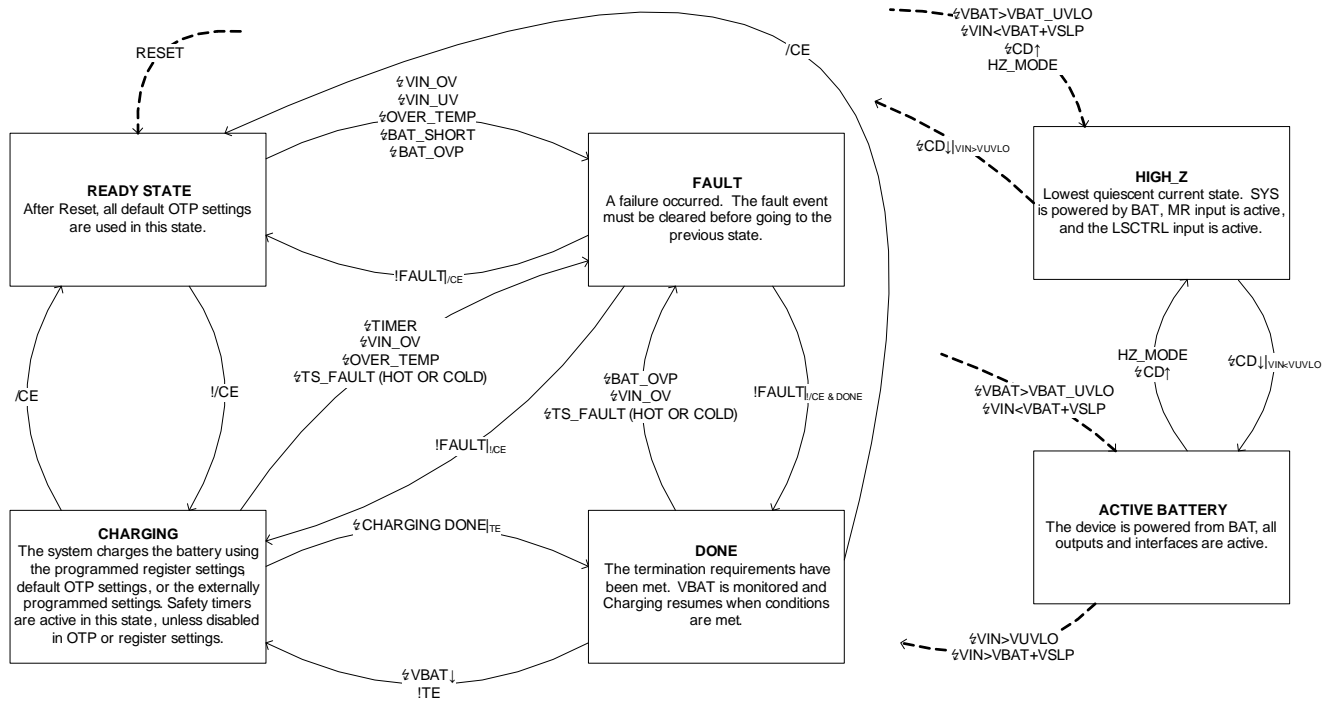 RESET
↯VIN_OV
↯VIN_UV
↯OVER_TEMP
↯BAT_SHORT
↯BAT_OVP
/CE
↯VBAT>VBAT_UVLO
↯VIN<VBAT+VSLP
↯CD↑
HZ_MODE
↯CD↓|VIN>VUVLO
READY STATE
After Reset, all default OTP settings
are used in this state.
FAULT
A failure occurred. The fault event
must be cleared before going to the
previous state.
HIGH_Z
Lowest quiescent current state. SYS
is powered by BAT, MR input is active,
and the LSCTRL input is active.
!FAULT|/CE
/CE
!/CE
↯TIMER
↯VIN_OV
↯OVER_TEMP
↯TS_FAULT (HOT OR COLD)
!FAULT|!/CE
↯BAT_OVP
↯VIN_OV
↯TS_FAULT (HOT OR COLD)
!FAULT|!/CE & DONE
↯VBAT>VBAT_UVLO
↯VIN<VBAT+VSLP
HZ_MODE
↯CD↑
↯CD↓|VIN<VUVLO
CHARGING
The system charges the battery using
the programmed register settings,
default OTP settings, or the externally
programmed settings. Safety timers
are active in this state, unless disabled
in OTP or register settings.
↯CHARGING DONE|TE
DONE
The termination requirements have
been met. VBAT is monitored and
Charging resumes when conditions
are met.
ACTIVE BATTERY
The device is powered from BAT, all
outputs and interfaces are active.
↯VBAT↓
!TE
↯VIN>VUVLO
↯VIN>VBAT+VSLP